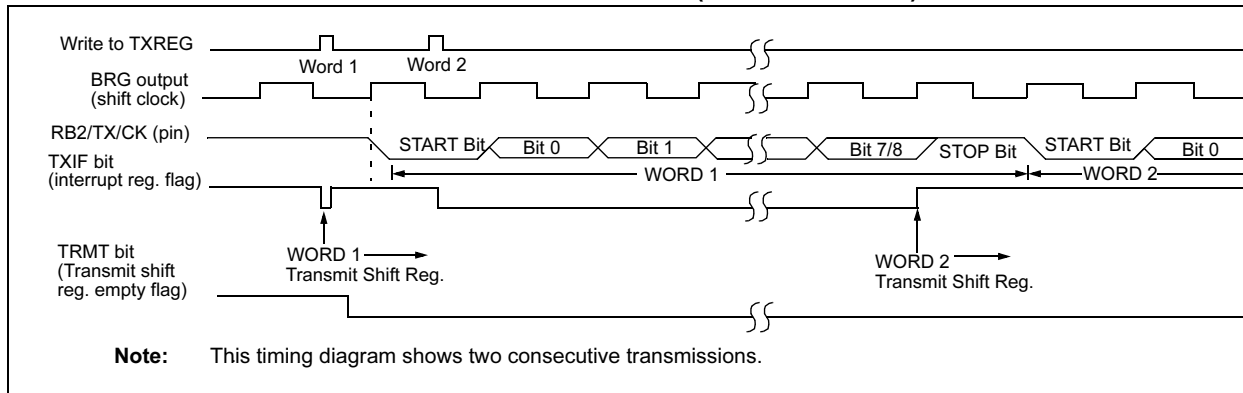 Write to TXREG
Word 1
Word 2
BRG output
(shift clock)
RB2/TX/CK (pin)
START Bit
Bit 0
Bit 1
Bit 7/8
STOP Bit
START Bit
Bit 0
WORD 1
WORD 2
TXIF bit
(interrupt reg. flag)
WORD 1
Transmit Shift Reg.
WORD 2
Transmit Shift Reg.
TRMT bit
(Transmit shift
reg. empty flag)
Note: This timing diagram shows two consecutive transmissions.